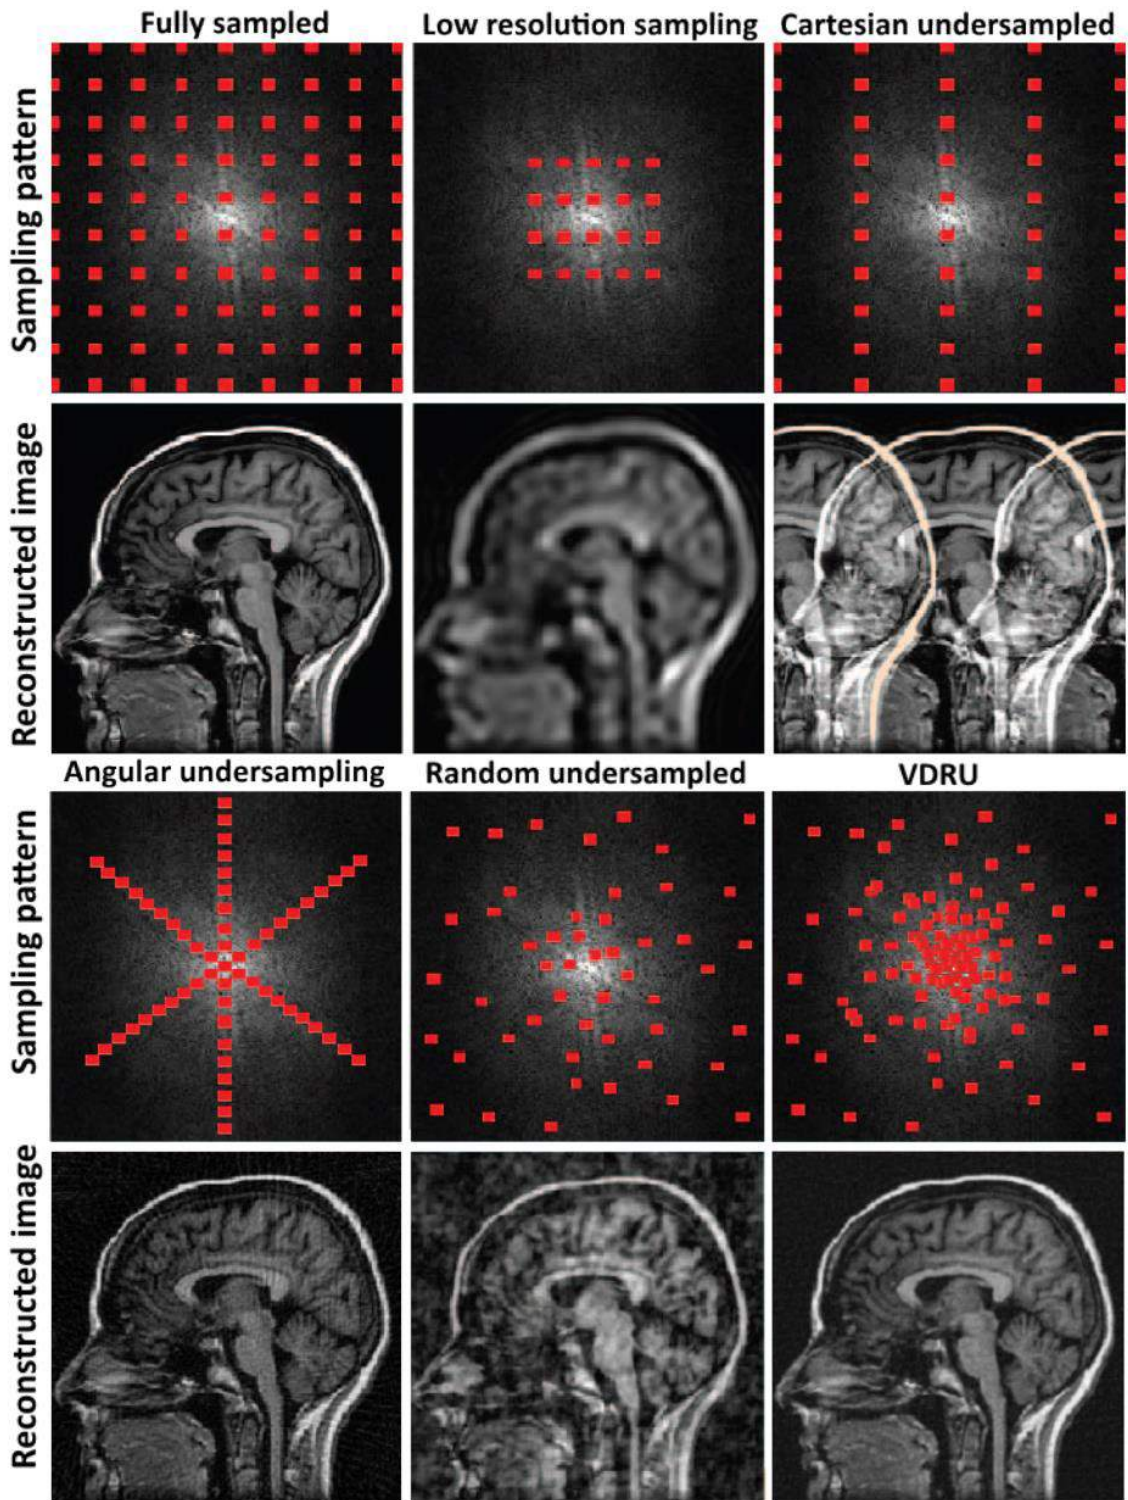 Fully sampled
Low resolution sampling
Cartesian undersampled
Sampling pattern
Reconstructed image
Angular undersampling
Random undersampled
VDRU
Sampling pattern
Reconstructed image